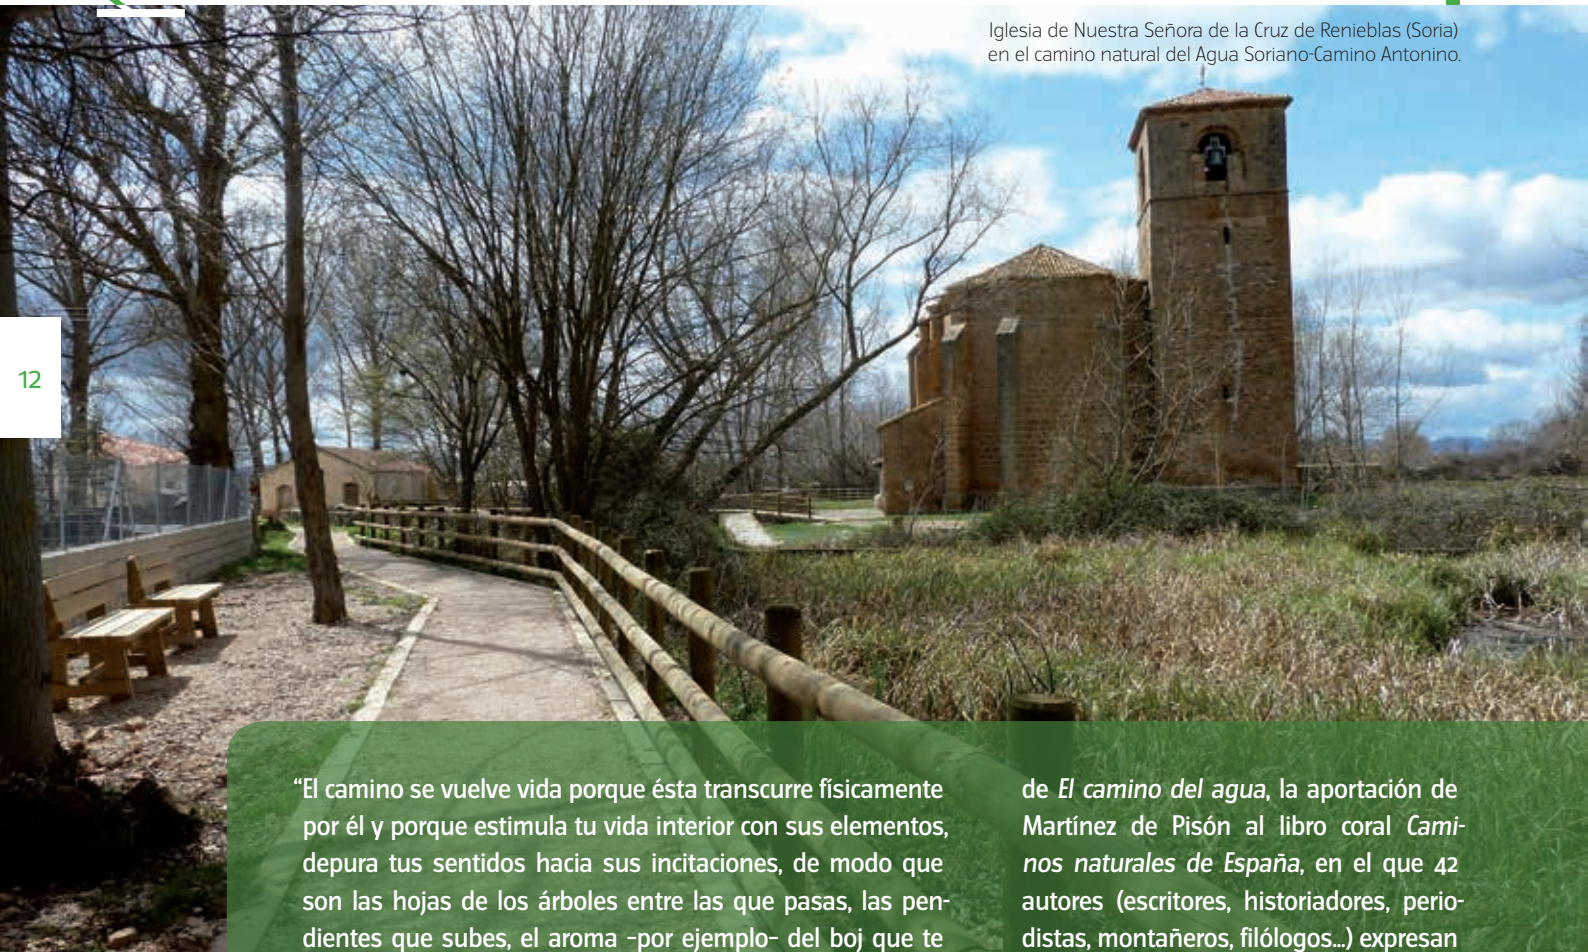 Iglesia de Nuestra Señora de la Cruz de Renieblas (Soria)
en el camino natural del Agua Soriano-Camino Antonino.
12
“El camino se vuelve vida porque ésta transcurre físicamente
por él y porque estimula tu vida interior con sus elementos,
depura tus sentidos hacia sus incitaciones, de modo que
son las hojas de los árboles entre las que pasas, las pen-
dientes que subes, el aroma -por ejemplo- del boj que te
de El camino del agua, la aportación de
Martínez de Pisón al libro coral Cami-
nos naturales de España, en el que 42
autores (escritores, historiadores, perio-
distas, montañeros, filólogos...) expresan